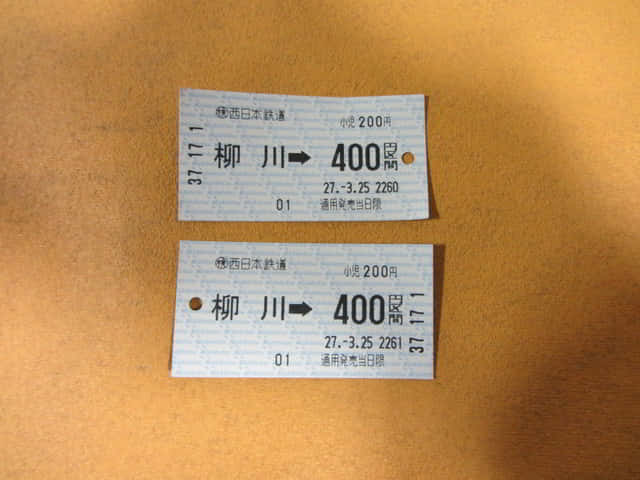 ㊑西日本鉄道
小児 200円
柳 川➡ 400円区間
27.-3.25 2260
01 通用発売当日限
37 17 1
㊑西日本鉄道
小児 200円
柳 川➡ 400円区間
27.-3.25 2261
01 通用発売当日限
37 17 1